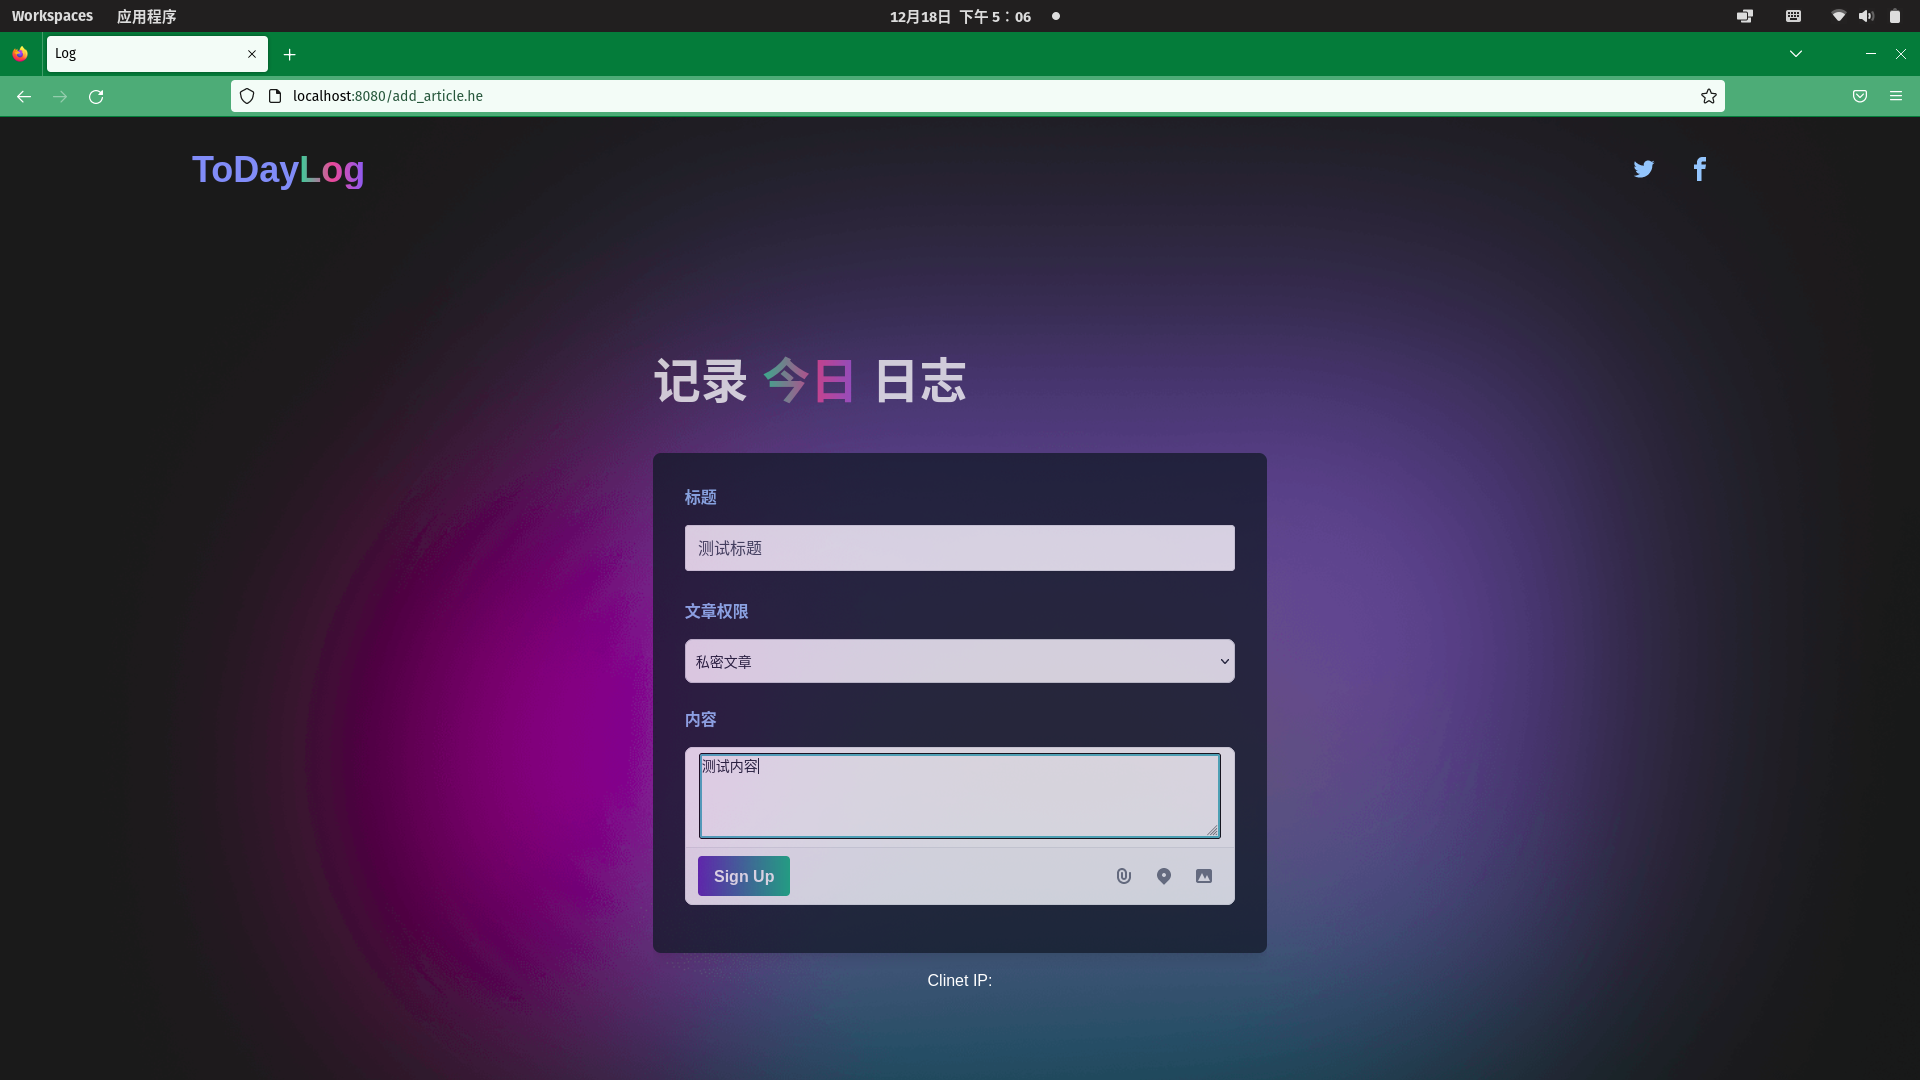 Workspaces 应用程序 12月18日 下午 5：06
Log
localhost:8080/add_article.he
ToDayLog
记录 今日 日志
标题
测试标题
文章权限
私密文章
内容
测试内容
Sign Up
Clinet IP: